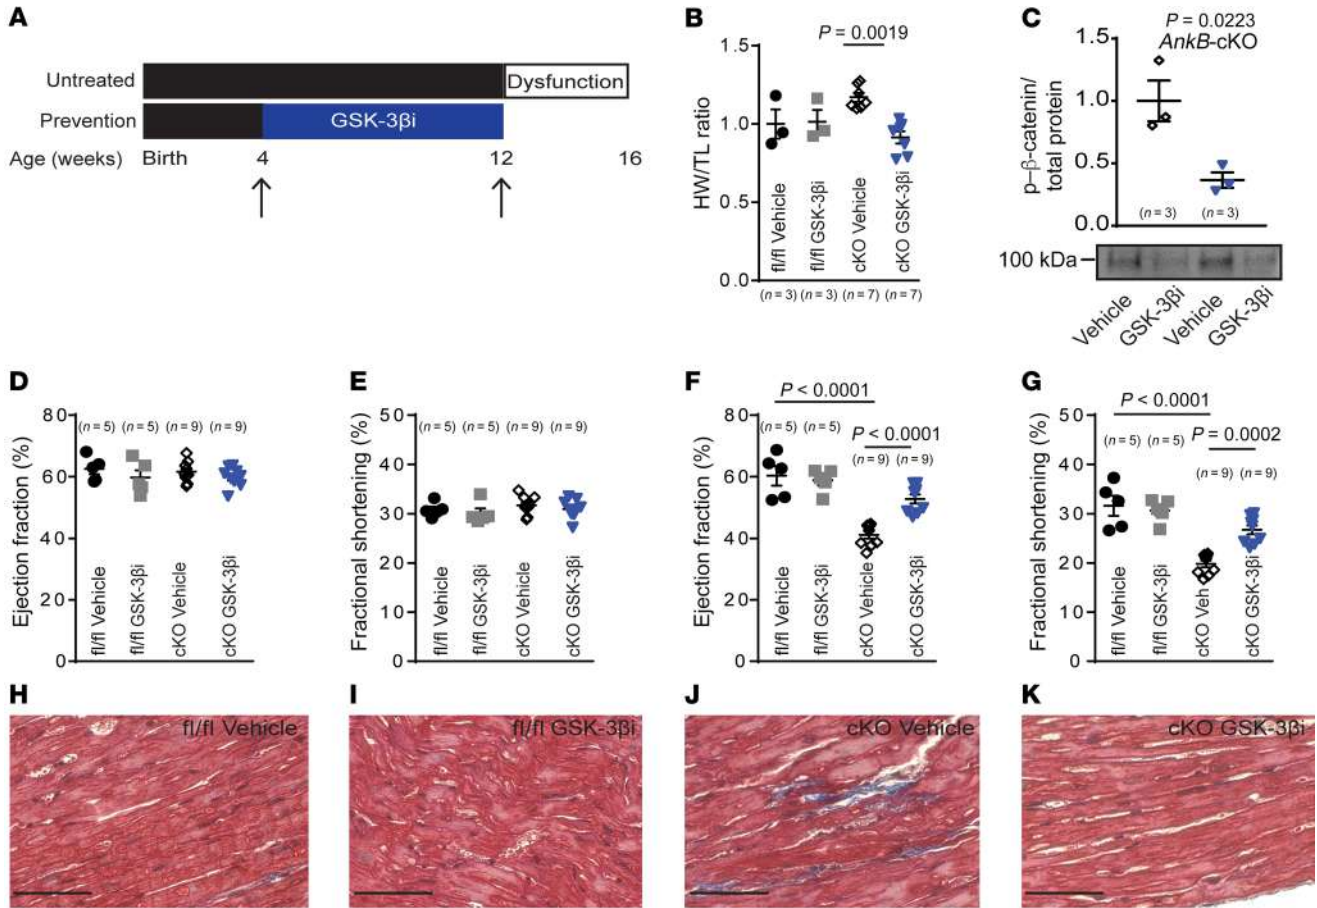 A
Untreated
Dysfunction
Prevention
GSK-3βi
Age (weeks)
Birth
4
12
16
B
P = 0.0019
HW/TL ratio
1.5
1.0
1.5
0.0
fl/fl Vehicle
fl/fl GSK-3βi
cKO Vehicle
cKO GSK-3βi
(n = 3)
(n = 3)
(n = 7)
(n = 7)
C
P = 0.0223
AnkB-cKO
p–β-catenin/
total protein
1.5
1.0
0.5
0.0
(n = 3)
(n = 3)
100 kDa
Vehicle
GSK-3βi
Vehicle
GSK-3βi
D
Ejection fraction (%)
80
60
40
20
0
(n = 5)
(n = 5)
(n = 9)
(n = 9)
fl/fl Vehicle
fl/fl GSK-3βi
cKO Vehicle
cKO GSK-3βi
E
Fractional shortening (%)
50
40
30
30
0
(n = 5)
(n = 5)
(n = 9)
(n = 9)
fl/fl Vehicle
fl/fl GSK-3βi
cKO Vehicle
cKO GSK-3βi
F
P < 0.0001
P < 0.0001
Ejection fraction (%)
80
60
40
60
0
(n = 5)
(n = 5)
(n = 9)
(n = 9)
fl/fl Vehicle
fl/fl GSK-3βi
cKO Vehicle
cKO GSK-3βi
G
P < 0.0001
P = 0.0002
Fractional shortening (%)
50
40
30
20
30
0
(n = 5)
(n = 5)
(n = 9)
(n = 9)
fl/fl Vehicle
fl/fl GSK-3βi
cKO Veh
cKO GSK-3βi
H
fl/fl Vehicle
I
fl/fl GSK-3βi
J
cKO Vehicle
K
cKO GSK-3βi